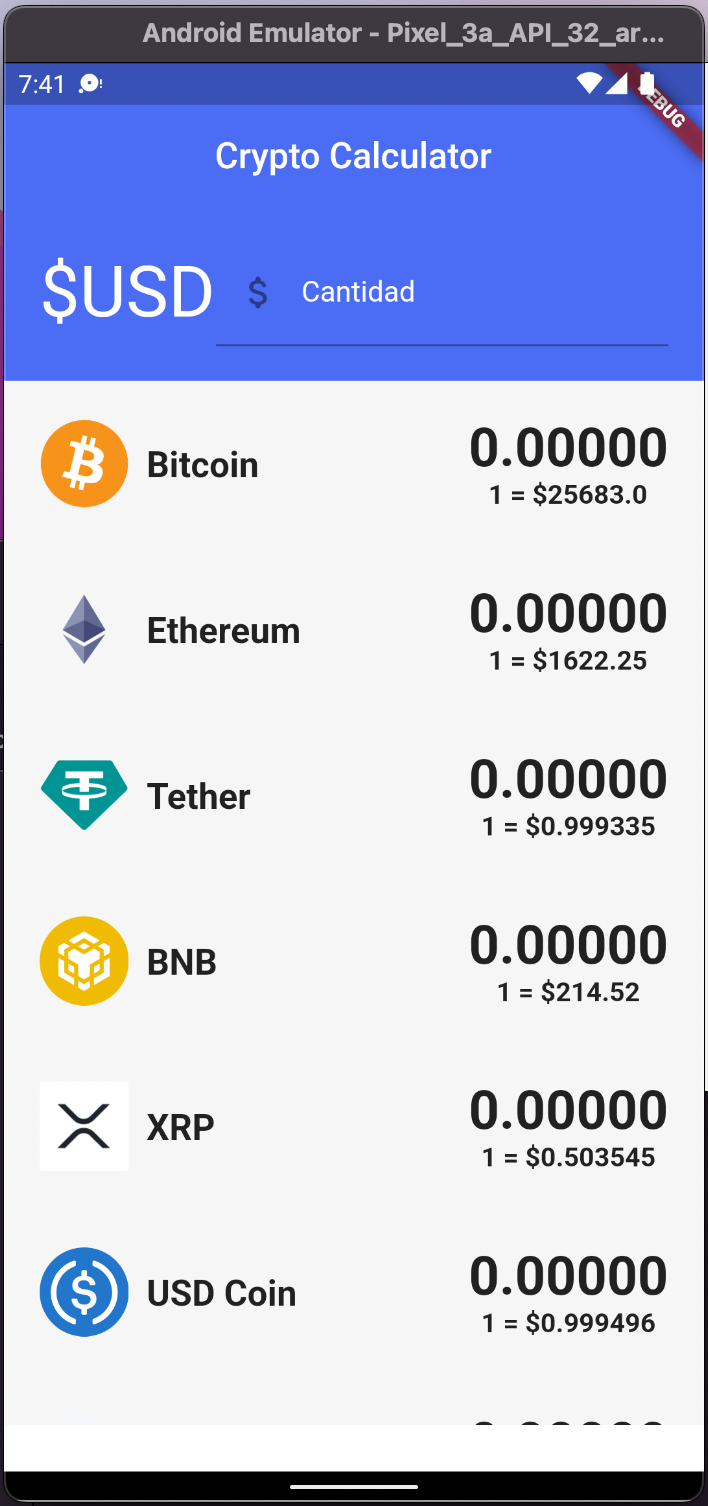 Android Emulator - Pixel_3a_API_32_ar...
7:41
DEBUG
Crypto Calculator
$USD $ Cantidad
Bitcoin 0.00000
1 = $25683.0
Ethereum 0.00000
1 = $1622.25
Tether 0.00000
1 = $0.999335
BNB 0.00000
1 = $214.52
XRP 0.00000
1 = $0.503545
USD Coin 0.00000
1 = $0.999496